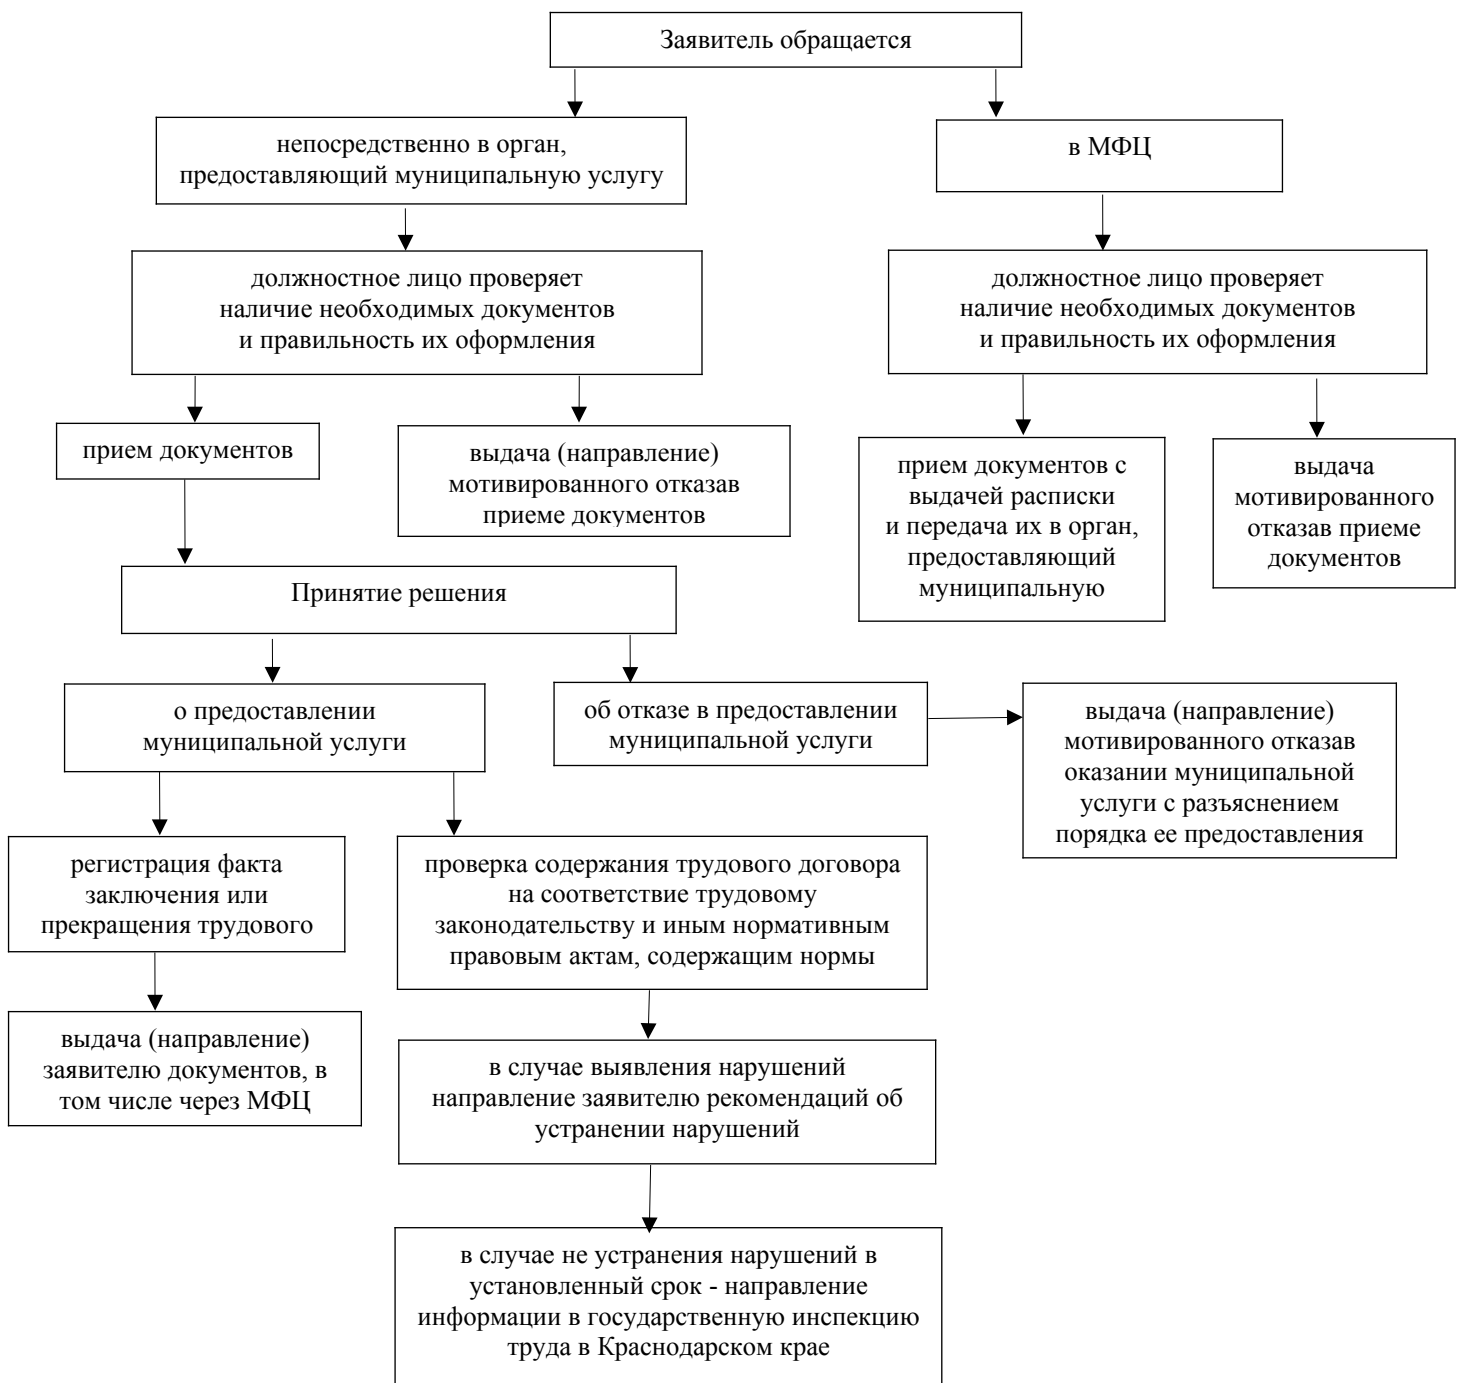 Заявитель обращается
непосредственно в орган,
предоставляющий муниципальную услугу
в МФЦ
должностное лицо проверяет
наличие необходимых документов
и правильность их оформления
должностное лицо проверяет
наличие необходимых документов
и правильность их оформления
прием документов
выдача (направление)
мотивированного отказав
приеме документов
прием документов с
выдачей расписки
и передача их в орган,
предоставляющий
муниципальную
выдача
мотивированного
отказав приеме
документов
Принятие решения
о предоставлении
муниципальной услуги
об отказе в предоставлении
муниципальной услуги
выдача (направление)
мотивированного отказав
оказании муниципальной
услуги с разъяснением
порядка ее предоставления
регистрация факта
заключения или
прекращения трудового
проверка содержания трудового договора
на соответствие трудовому
законодательству и иным нормативным
правовым актам, содержащим нормы
выдача (направление)
заявителю документов, в
том числе через МФЦ
в случае выявления нарушений
направление заявителю рекомендаций об
устранении нарушений
в случае не устранения нарушений в
установленный срок - направление
информации в государственную инспекцию
труда в Краснодарском крае